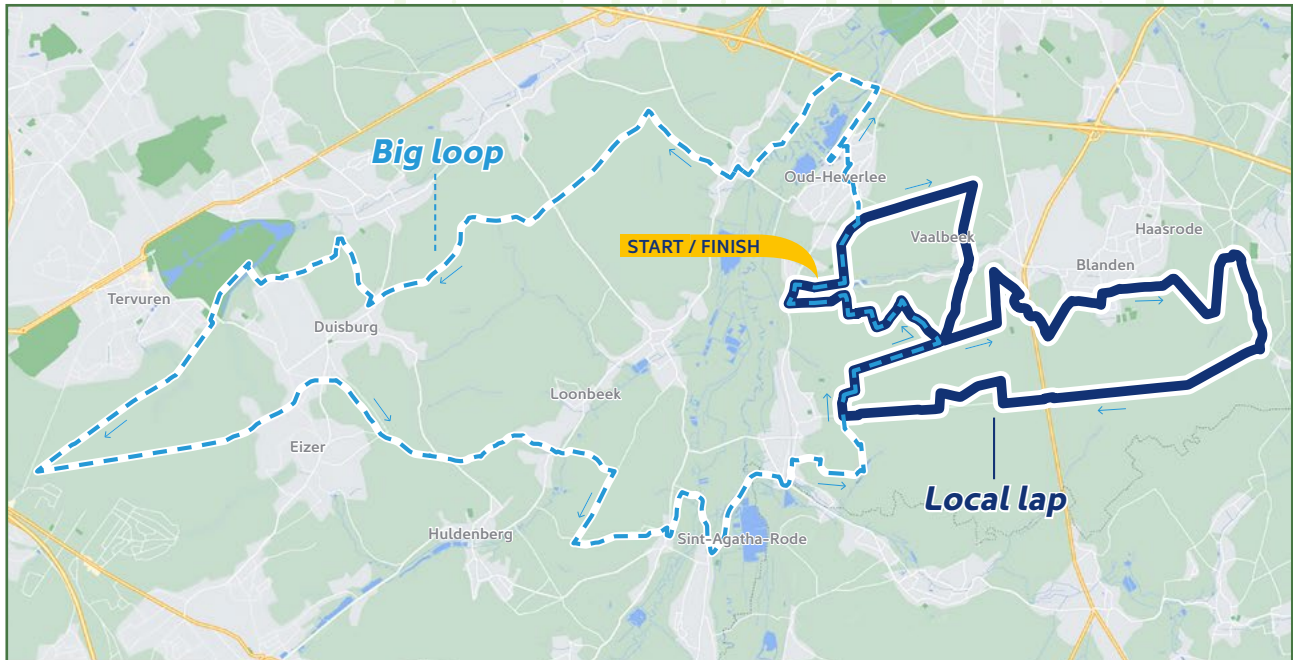 Big loop
Oud-Heverlee
START / FINISH
Vaalbeek
Haasrode
Blanden
Tervuren
Duisburg
Loonbeek
Eizer
Local lap
Huldenberg
Sint-Agatha-Rode